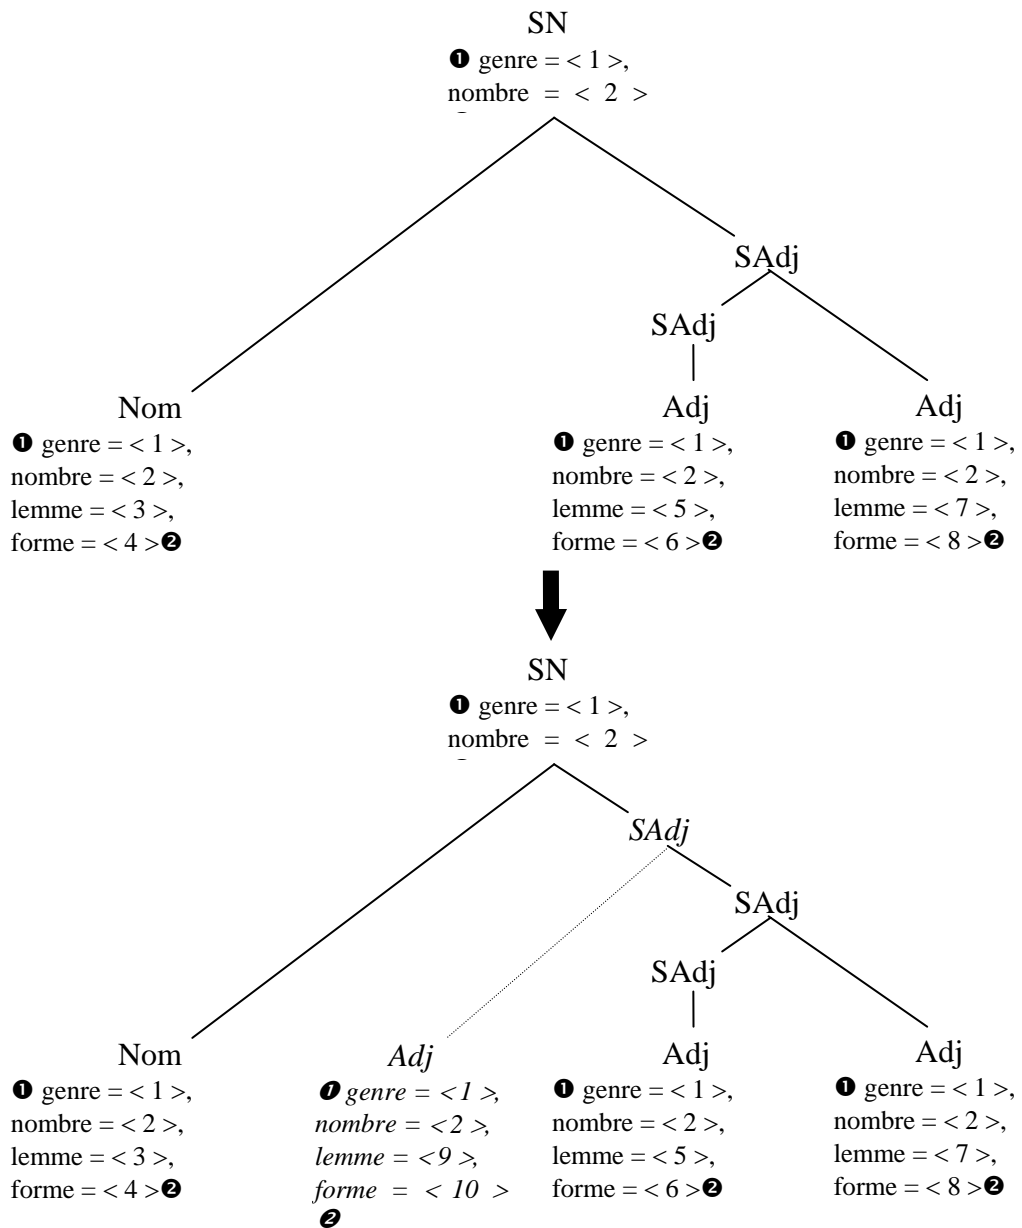 SN
❶ genre = < 1 >,
nombre = < 2 >
SAdj
SAdj
Nom
❶ genre = < 1 >,
nombre = < 2 >,
lemme = < 3 >,
forme = < 4 >❷
Adj
❶ genre = < 1 >,
nombre = < 2 >,
lemme = < 5 >,
forme = < 6 >❷
Adj
❶ genre = < 1 >,
nombre = < 2 >,
lemme = < 7 >,
forme = < 8 >❷
SN
❶ genre = < 1 >,
nombre = < 2 >
SAdj
SAdj
SAdj
Nom
❶ genre = < 1 >,
nombre = < 2 >,
lemme = < 3 >,
forme = < 4 >❷
Adj
❶ genre = <1 >,
nombre = <2 >,
lemme = <9 >,
forme = < 10 >
❷
Adj
❶ genre = < 1 >,
nombre = < 2 >,
lemme = < 5 >,
forme = < 6 >❷
Adj
❶ genre = < 1 >,
nombre = < 2 >,
lemme = < 7 >,
forme = < 8 >❷